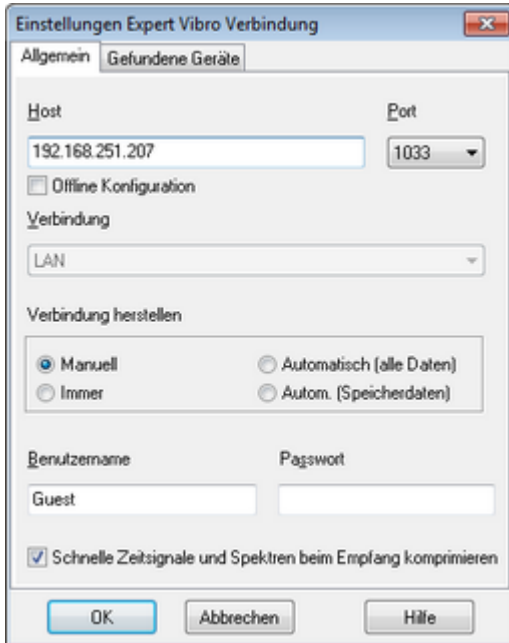 Einstellungen Expert Vibro Verbindung
Allgemein Gefundene Geräte
Host Port
192.168.251.207 1033
Offline Konfiguration
Verbindung
LAN
Verbindung herstellen
Manuell Automatisch (alle Daten)
Immer Autom. (Speicherdaten)
Benutzername Passwort
Guest
Schnelle Zeitsignale und Spektren beim Empfang komprimieren
OK Abbrechen Hilfe